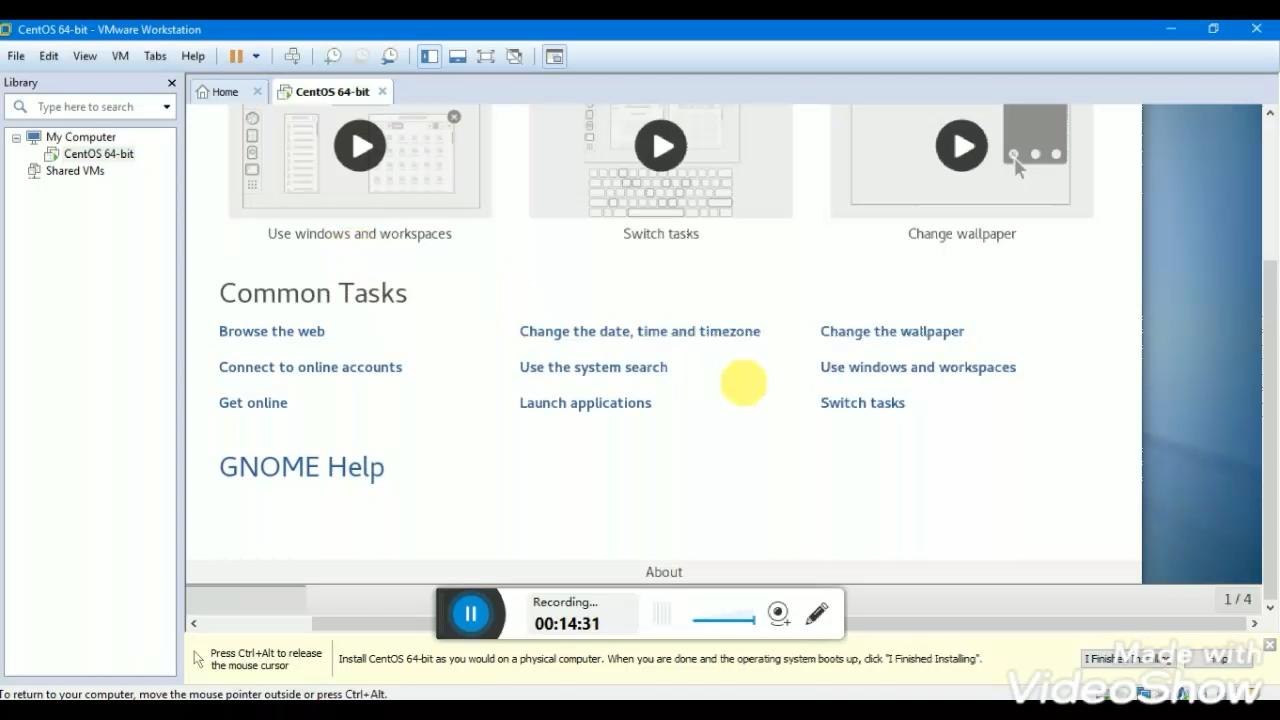 CentOS 64-bit - VMware Workstation
File Edit View VM Tabs Help
Library
Type here to search
My Computer
CentOS 64-bit
Shared VMs
Home
CentOS 64-bit
Use windows and workspaces
Switch tasks
Change wallpaper
Common Tasks
Browse the web
Change the date, time and timezone
Change the wallpaper
Connect to online accounts
Use the system search
Use windows and workspaces
Get online
Launch applications
Switch tasks
GNOME Help
About
1 / 4
Recording...
00:14:31
Press Ctrl+Alt to release
the mouse cursor
Install CentOS 64-bit as you would on a physical computer. When you are done and the operating system boots up, click "I Finished Installing".
I Finished Installing
Help
Made with
VideoShow
To return to your computer, move the mouse pointer outside or press Ctrl+Alt.